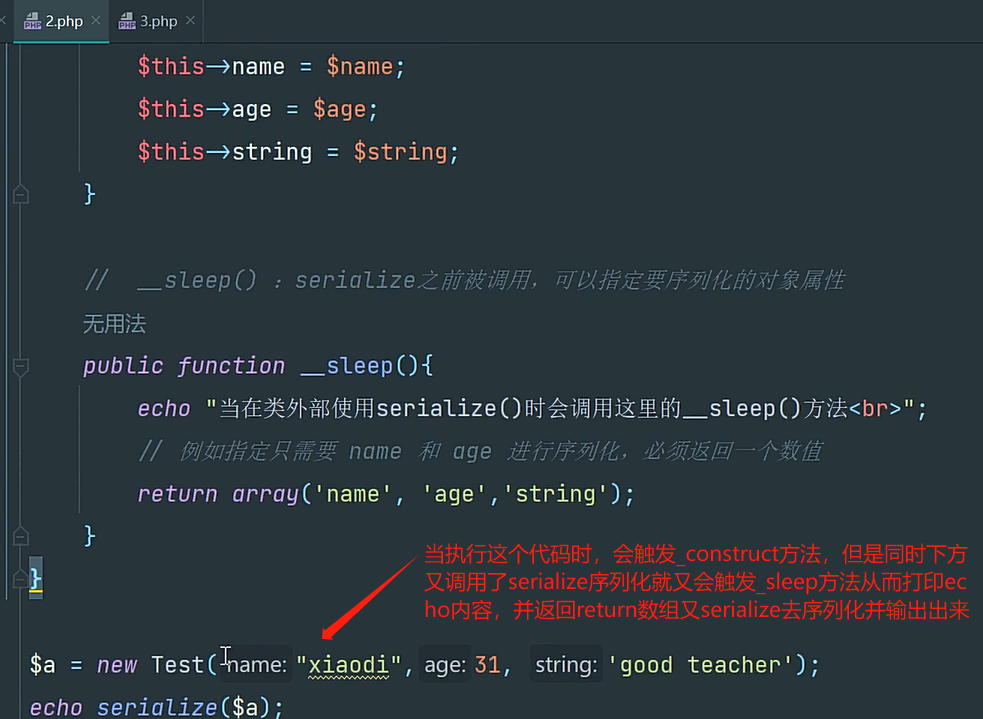 2.php × 3.php ×
$this->name = $name;
$this->age = $age;
$this->string = $string;
}
// __sleep() : serialize之前被调用，可以指定要序列化的对象属性
无用法
public function __sleep(){
echo "当在类外部使用serialize()时会调用这里的__sleep()方法<br>";
// 例如指定只需要 name 和 age 进行序列化，必须返回一个数值
return array('name', 'age','string');
}
}
当执行这个代码时，会触发_construct方法，但是同时下方
又调用了serialize序列化就又会触发_sleep方法从而打印ec
ho内容，并返回return数组又serialize去序列化并输出出来
$a = new Test( name: "xiaodi", age: 31, string: 'good teacher');
echo serialize($a);